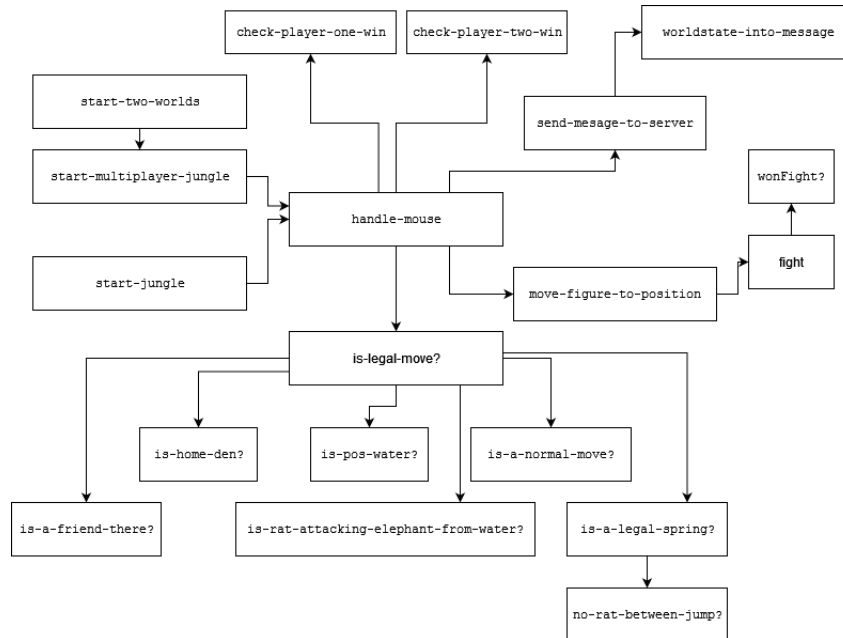 check-player-one-win
check-player-two-win
worldstate-into-message
start-two-worlds
send-mesage-to-server
start-multiplayer-jungle
wonFight?
handle-mouse
start-jungle
fight
move-figure-to-position
is-legal-move?
is-home-den?
is-pos-water?
is-a-normal-move?
is-a-friend-there?
is-rat-attacking-elephant-from-water?
is-a-legal-spring?
no-rat-between-jump?